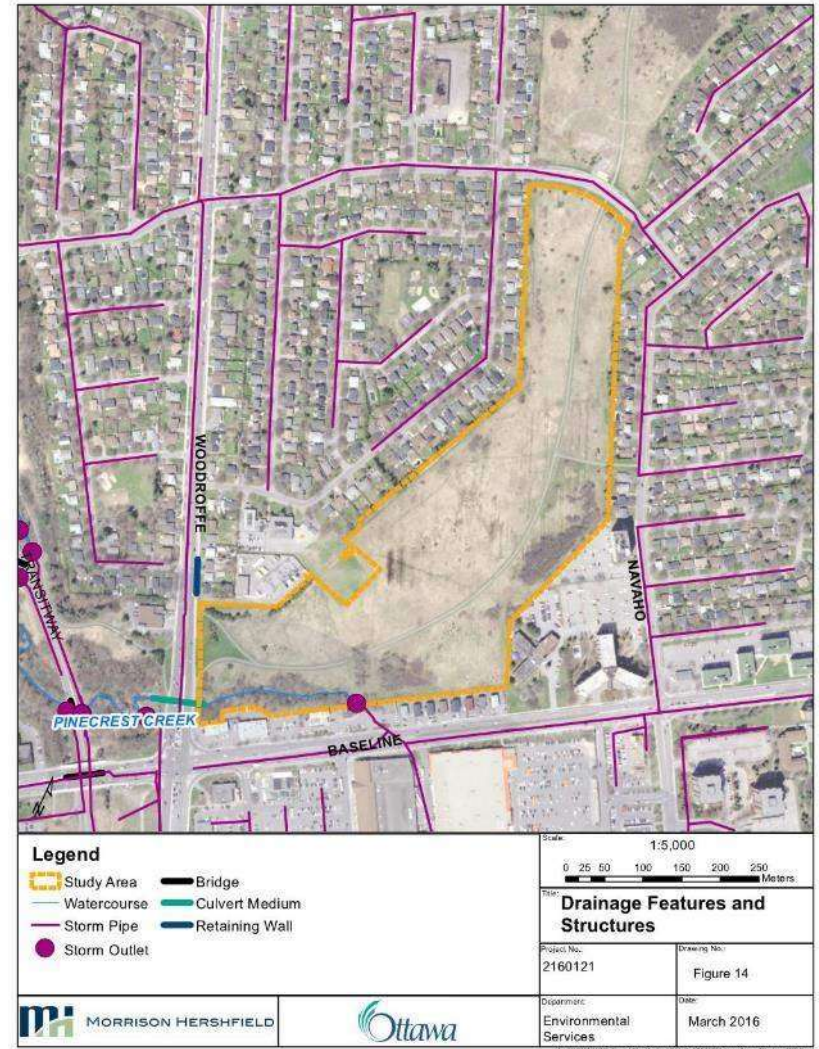 WOODROFFE
TRANSITWAY
NAVAHO
PINECREST CREEK
BASELINE
N
Legend
Study Area
Watercourse
Storm Pipe
Storm Outlet
Bridge
Culvert Medium
Retaining Wall
Scale:
1:5,000
0 25 50 100 150 200 250
Meters
Title:
Drainage Features and
Structures
Project No.:
2160121
Drawing No.:
Figure 14
Department:
Environmental
Services
Date:
March 2016
MH MORRISON HERSHFIELD
Ottawa